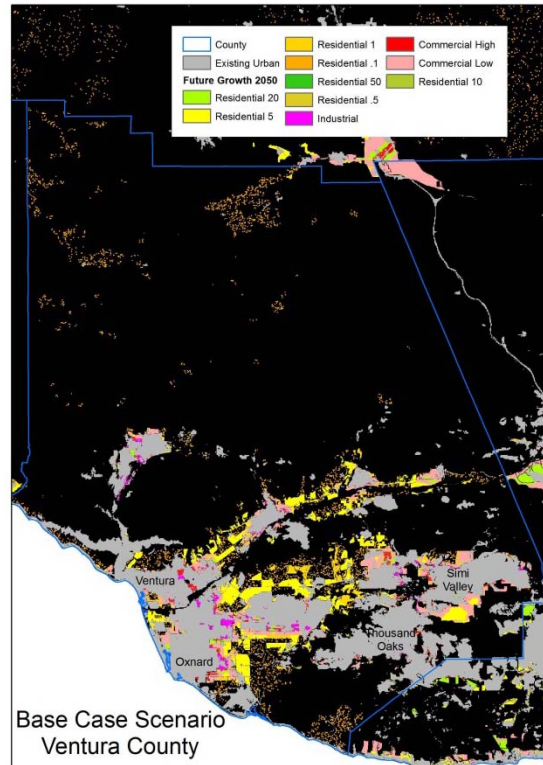 County
Existing Urban
Future Growth 2050
Residential 20
Residential 5
Residential 1
Residential .1
Residential 50
Residential .5
Industrial
Commercial High
Commercial Low
Residential 10
Ventura
Simi
Valley
Thousand
Oaks
Oxnard
Base Case Scenario
Ventura County